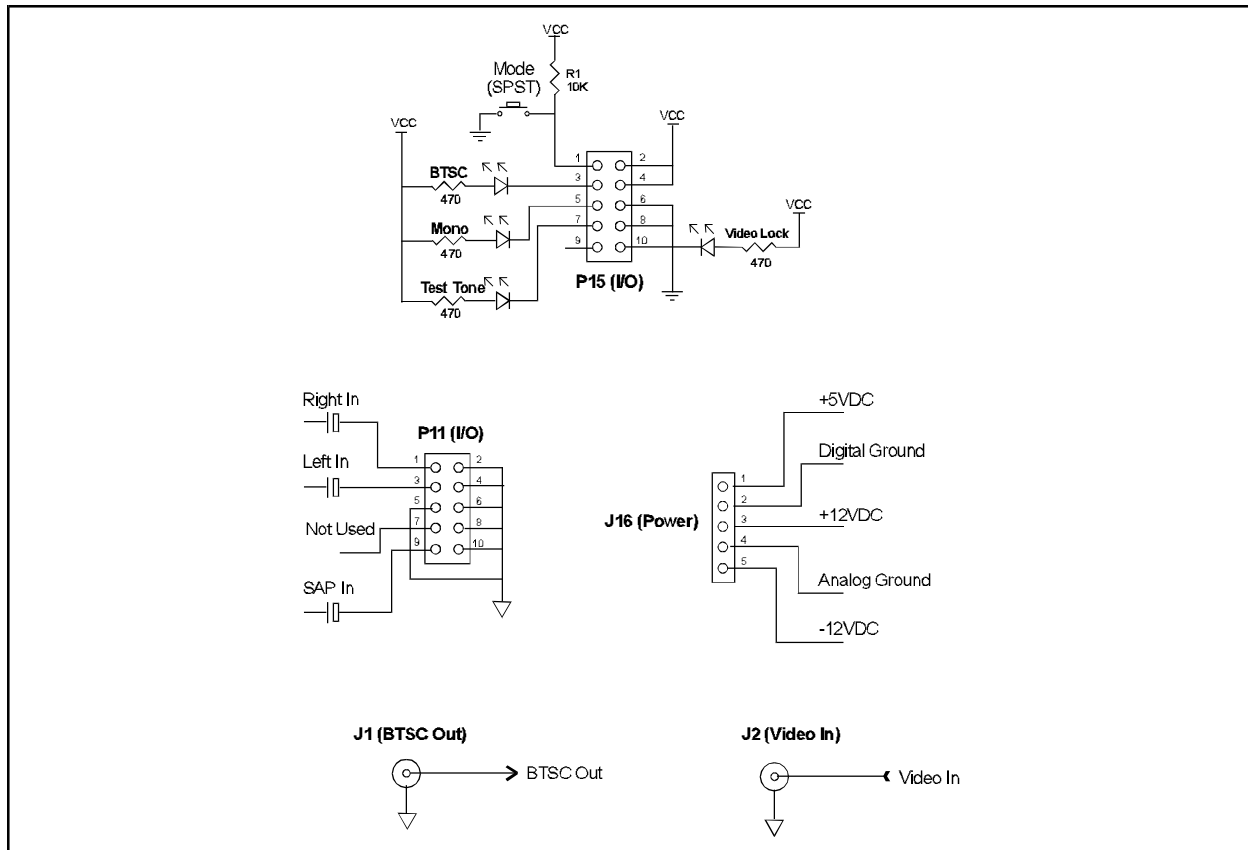 VCC
Mode
(SPST)
R1
10K
VCC
VCC
1
2
BTSC
3
4
470
5
6
Mono
7
8
VCC
470
9
10
Video Lock
470
P15 (I/O)
Test Tone
470
Right In
P11 (I/O)
1
2
Left In
3
4
5
6
Not Used
7
8
9
10
SAP In
+5VDC
Digital Ground
1
2
J16 (Power)
3
+12VDC
4
5
Analog Ground
-12VDC
J1 (BTSC Out)
BTSC Out
J2 (Video In)
Video In